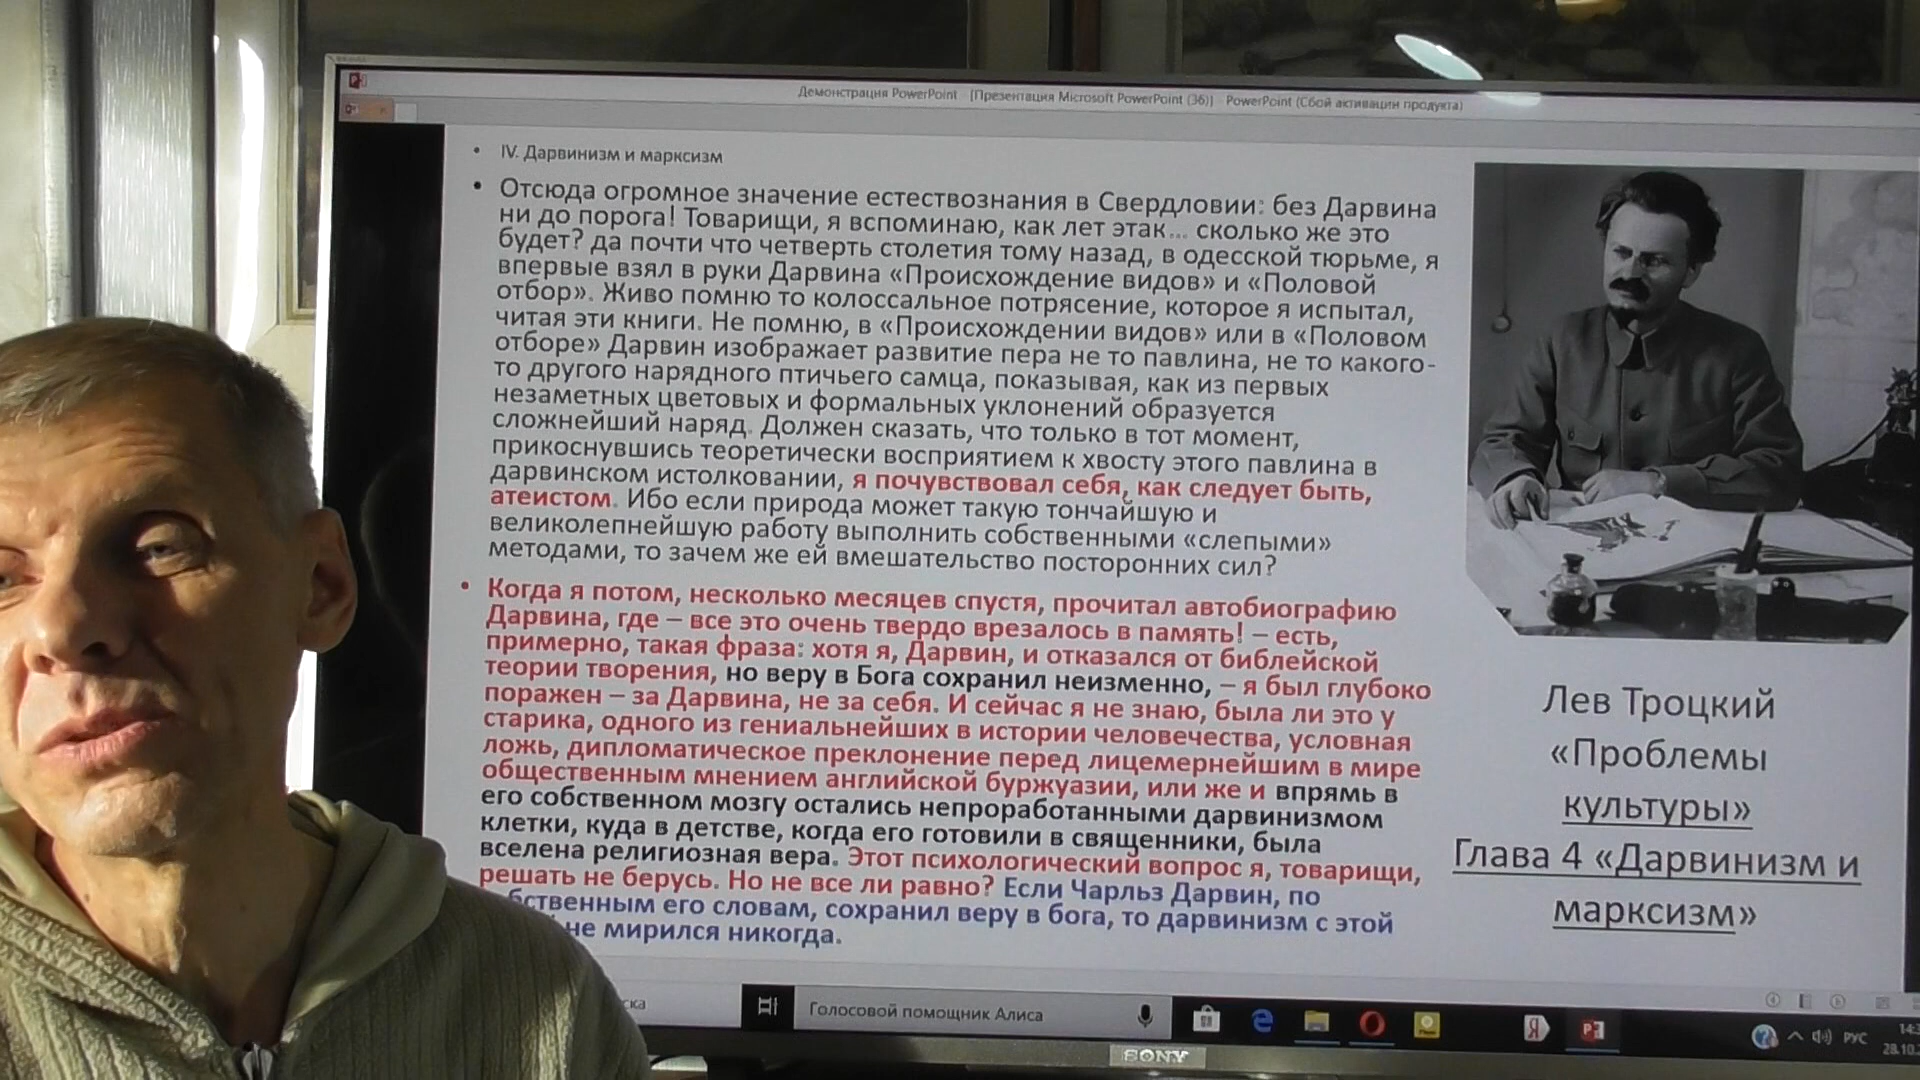 Демонстрация PowerPoint - [Презентация Microsoft PowerPoint (36)] - PowerPoint (Сбой активации продукта)
• IV. Дарвинизм и марксизм
• Отсюда огромное значение естествознания в Свердловии: без Дарвина
ни до порога! Товарищи, я вспоминаю, как лет этак... сколько же это
будет? да почти что четверть столетия тому назад, в одесской тюрьме, я
впервые взял в руки Дарвина «Происхождение видов» и «Половой
отбор». Живо помню то колоссальное потрясение, которое я испытал,
читая эти книги. Не помню, в «Происхождении видов» или в «Половом
отборе» Дарвин изображает развитие пера не то павлина, не то какого-
то другого нарядного птичьего самца, показывая, как из первых
незаметных цветовых и формальных уклонений образуется
сложнейший наряд. Должен сказать, что только в тот момент,
прикоснувшись теоретически восприятием к хвосту этого павлина в
дарвинском истолковании, я почувствовал себя, как следует быть,
атеистом. Ибо если природа может такую тончайшую и
великолепнейшую работу выполнить собственными «слепыми»
методами, то зачем же ей вмешательство посторонних сил?
• Когда я потом, несколько месяцев спустя, прочитал автобиографию
Дарвина, где – все это очень твердо врезалось в память! – есть,
примерно, такая фраза: хотя я, Дарвин, и отказался от библейской
теории творения, но веру в Бога сохранил неизменно, – я был глубоко
поражен – за Дарвина, не за себя. И сейчас я не знаю, была ли это у
старика, одного из гениальнейших в истории человечества, условная
ложь, дипломатическое преклонение перед лицемернейшим в мире
общественным мнением английской буржуазии, или же и впрямь в
его собственном мозгу остались непроработанными дарвинизмом
клетки, куда в детстве, когда его готовили в священники, была
вселена религиозная вера. Этот психологический вопрос я, товарищи,
решать не берусь. Но не все ли равно? Если Чарльз Дарвин, по
бственным его словам, сохранил веру в бога, то дарвинизм с этой
не мирился никогда.
Лев Троцкий
«Проблемы
культуры»
Глава 4 «Дарвинизм и
марксизм»
ска
Голосовой помощник Алиса
Я
РУС
14:
28.10.
SONY